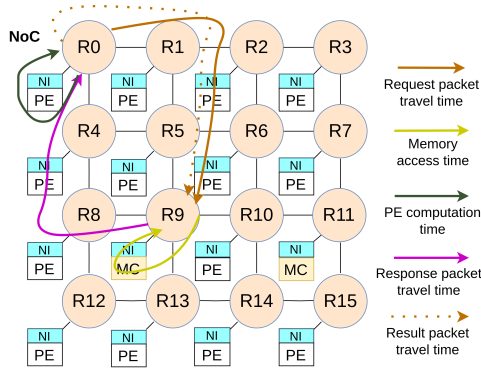 NoC
R0 R1 R2 R3
NI NI NI NI
PE PE PE PE
Request packet
travel time
R4 R5 R6 R7
NI NI NI NI
PE PE PE PE
Memory
access time
R8 R9 R10 R11
NI NI NI NI
PE MC PE MC
PE computation
time
R12 R13 R14 R15
NI NI NI NI
PE PE PE PE
Response packet
travel time
Result packet
travel time